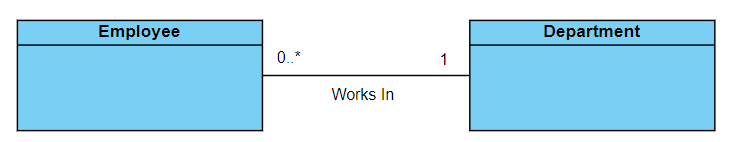 Employee
Department
0..*
1
Works In